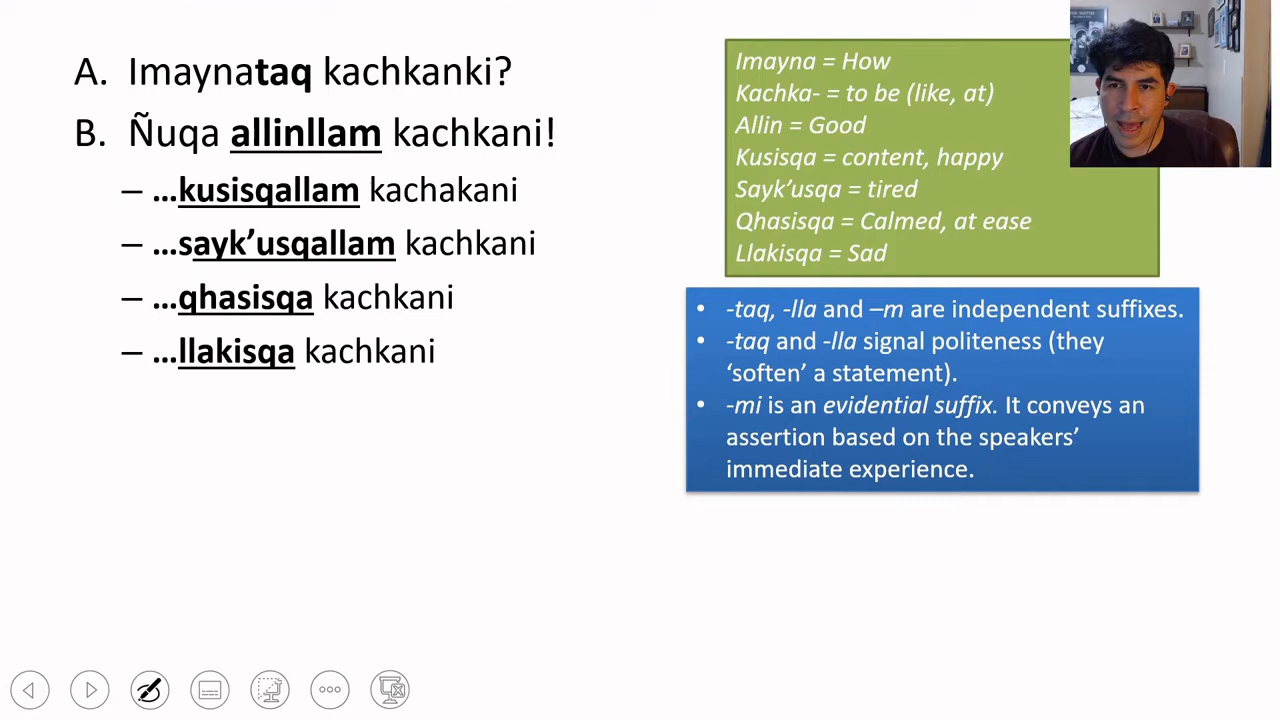 A. Imaynataq kachkanki?
B. Ñuqa allinllam kachkani!
– …kusisqallam kachakani
– …sayk’usqallam kachkani
– …qhasisqa kachkani
– …llakisqa kachkani
Imayna = How
Kachka- = to be (like, at)
Allin = Good
Kusisqa = content, happy
Sayk’usqa = tired
Qhasisqa = Calmed, at ease
Llakisqa = Sad
• -taq, -lla and –m are independent suffixes.
• -taq and -lla signal politeness (they
‘soften’ a statement).
• -mi is an evidential suffix. It conveys an
assertion based on the speakers’
immediate experience.